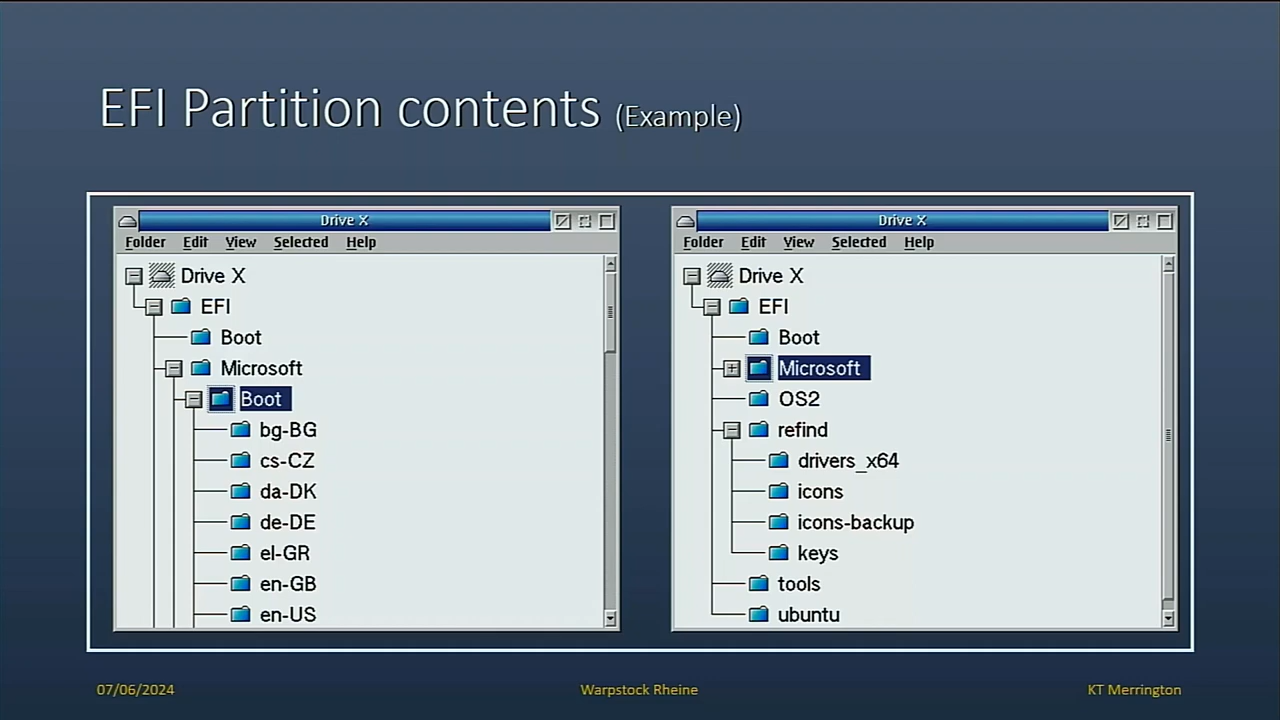 EFI Partition contents (Example)
Drive X
Folder Edit View Selected Help
Drive X
EFI
Boot
Microsoft
Boot
bg-BG
cs-CZ
da-DK
de-DE
el-GR
en-GB
en-US
Drive X
Folder Edit View Selected Help
Drive X
EFI
Boot
Microsoft
OS2
refind
drivers_x64
icons
icons-backup
keys
tools
ubuntu
07/06/2024
Warpstock Rheine
KT Merrington